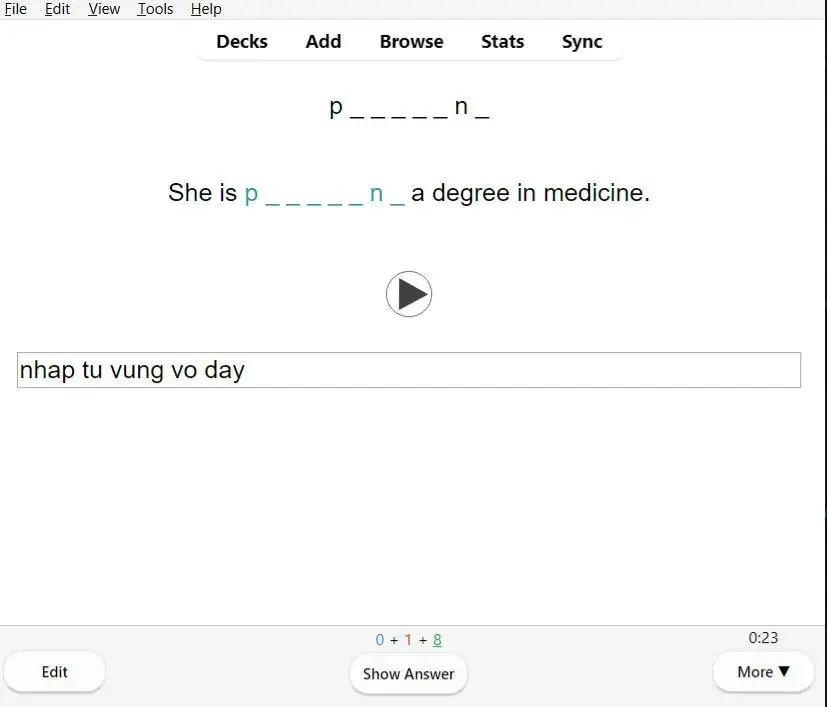 File Edit View Tools Help
Decks Add Browse Stats Sync
p _ _ _ _ _ n _
She is p _ _ _ _ _ n _ a degree in medicine.
nhap tu vung vo day
0 + 1 + 8
0:23
Edit
Show Answer
More ▼